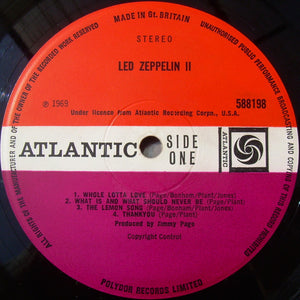 MADE IN Gt. BRITAIN
ALL RIGHTS OF THE MANUFACTURER AND OF THE OWNER OF THE RECORDED WORK RESERVED
UNAUTHORISED PUBLIC PERFORMANCE BROADCASTING AND COPYING OF THIS RECORD PROHIBITED
STEREO
LED ZEPPELIN II
℗ 1969
588198
Under licence from Atlantic Recording Corpn., U.S.A.
ATLANTIC
SIDE
ONE
ATLANTIC
1. WHOLE LOTTA LOVE (Page/Bonham/Plant/Jones)
2. WHAT IS AND WHAT SHOULD NEVER BE (Page/Plant)
3. THE LEMON SONG (Page/Bonham/Plant/Jones)
4. THANKYOU (Page/Plant)
Produced by Jimmy Page
Copyright Control
POLYDOR RECORDS LIMITED